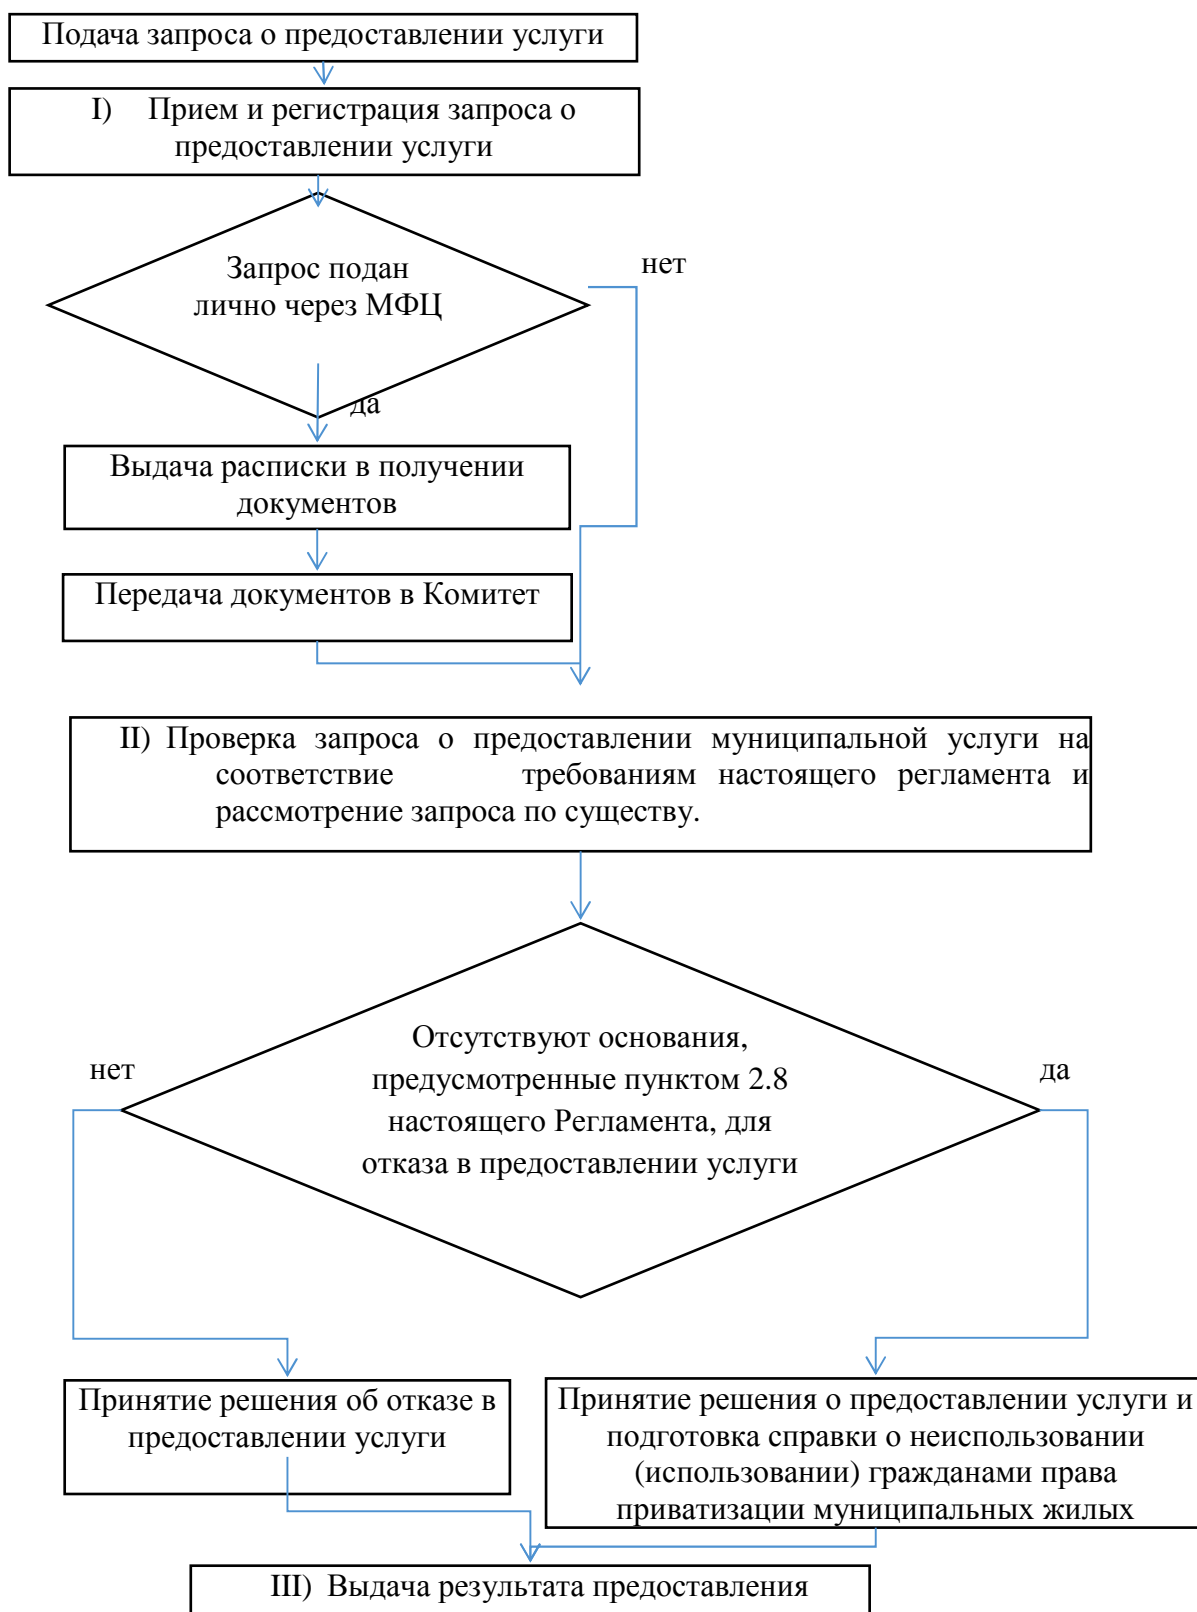 Подача запроса о предоставлении услуги
I) Прием и регистрация запроса о
предоставлении услуги
Запрос подан
лично через МФЦ
нет
да
Выдача расписки в получении
документов
Передача документов в Комитет
II) Проверка запроса о предоставлении муниципальной услуги на
соответствие требованиям настоящего регламента и
рассмотрение запроса по существу.
Отсутствуют основания,
предусмотренные пунктом 2.8
настоящего Регламента, для
отказа в предоставлении услуги
нет
да
Принятие решения об отказе в
предоставлении услуги
Принятие решения о предоставлении услуги и
подготовка справки о неиспользовании
(использовании) гражданами права
приватизации муниципальных жилых
III) Выдача результата предоставления